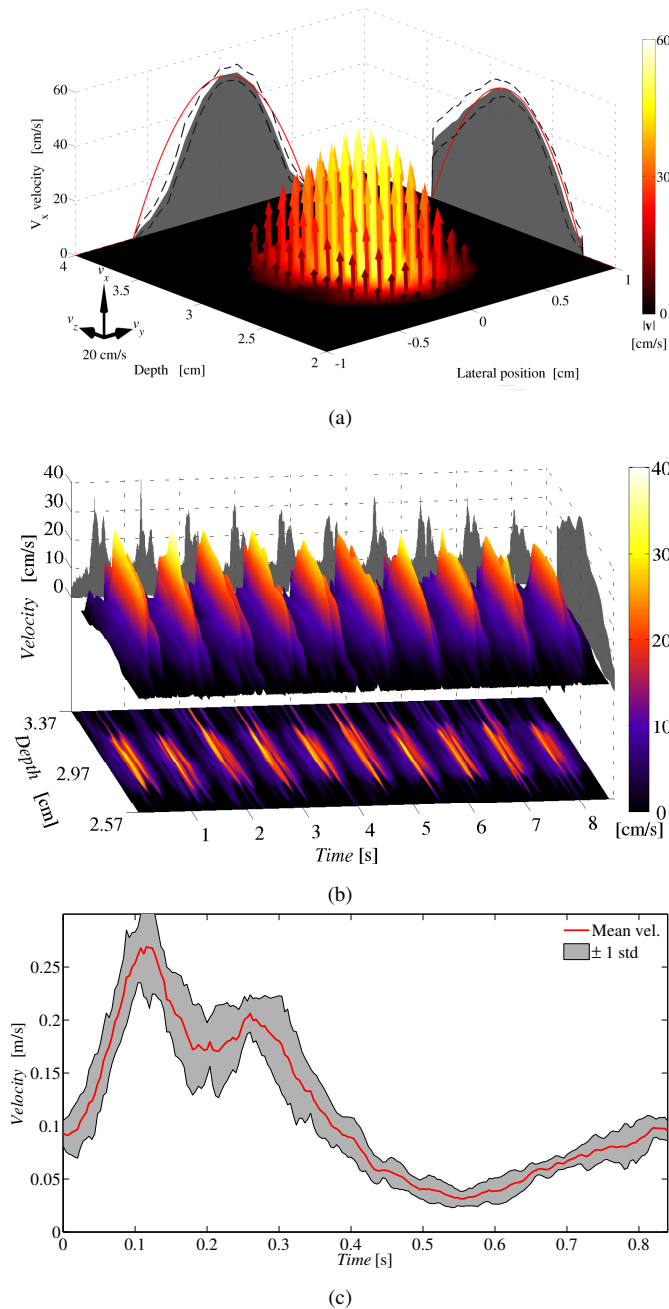 60
40
20
0
V_x velocity [cm/s]
4
3.5
3
2.5
2
Depth [cm]
-1
-0.5
0
0.5
1
Lateral position [cm]
v_x
v_z
v_y
20 cm/s
60
30
0
|v|
[cm/s]
(a)
40
30
20
10
0
Velocity [cm/s]
3.37
2.97
2.57
Depth [cm]
1
2
3
4
5
6
7
8
Time [s]
40
30
20
10
0
[cm/s]
(b)
0.25
0.2
0.15
0.1
0.05
0
Velocity [m/s]
Mean vel.
± 1 std
0
0.1
0.2
0.3
0.4
0.5
0.6
0.7
0.8
Time [s]
(c)